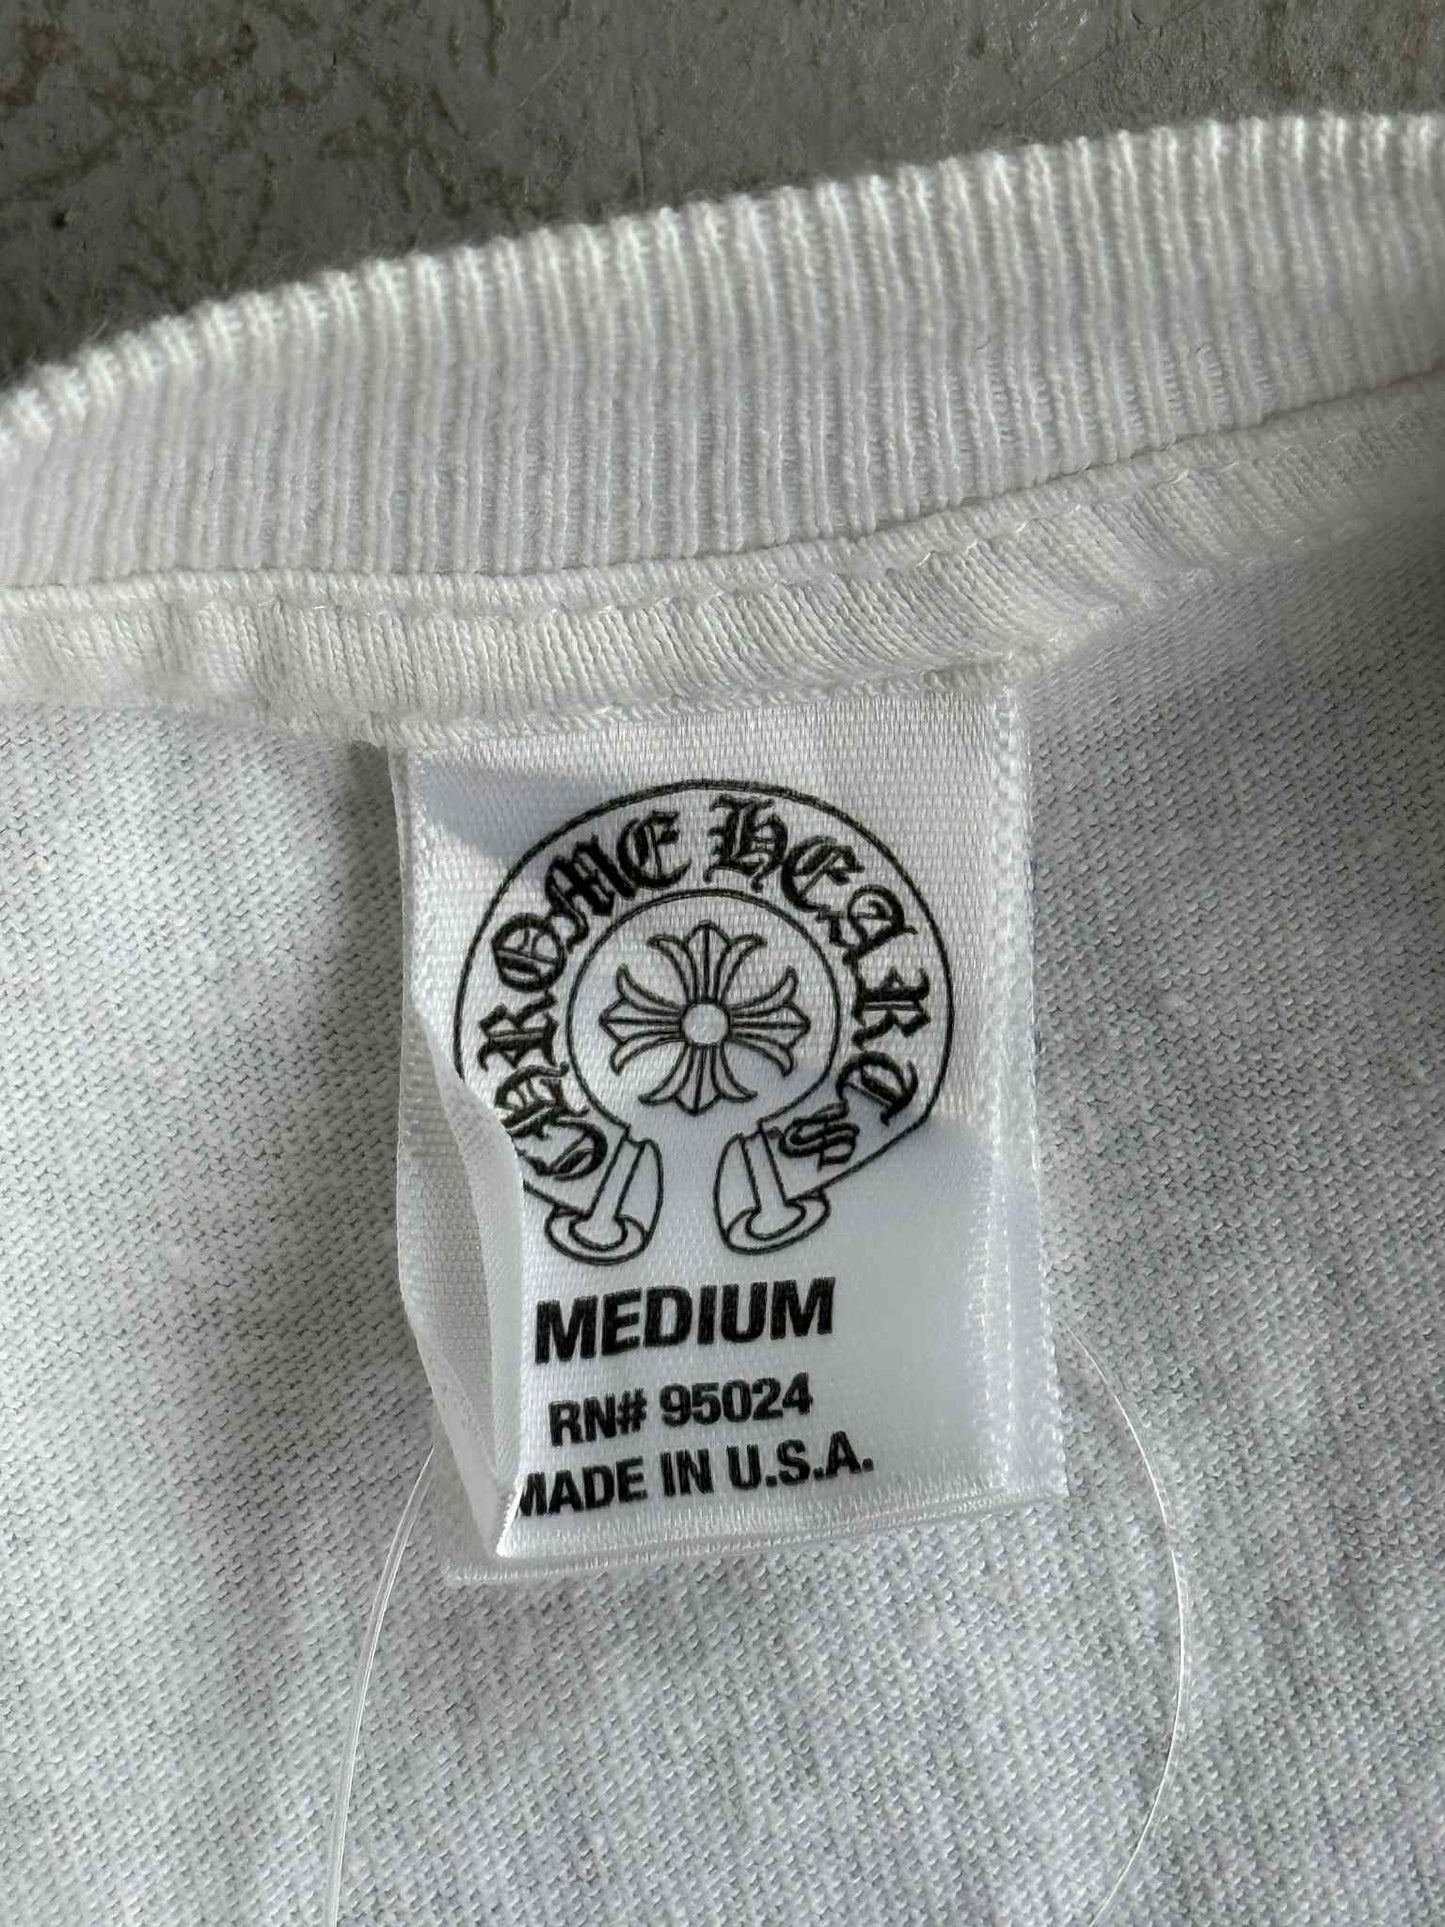 CHROME HEARTS
MEDIUM
RN# 95024
MADE IN U.S.A.